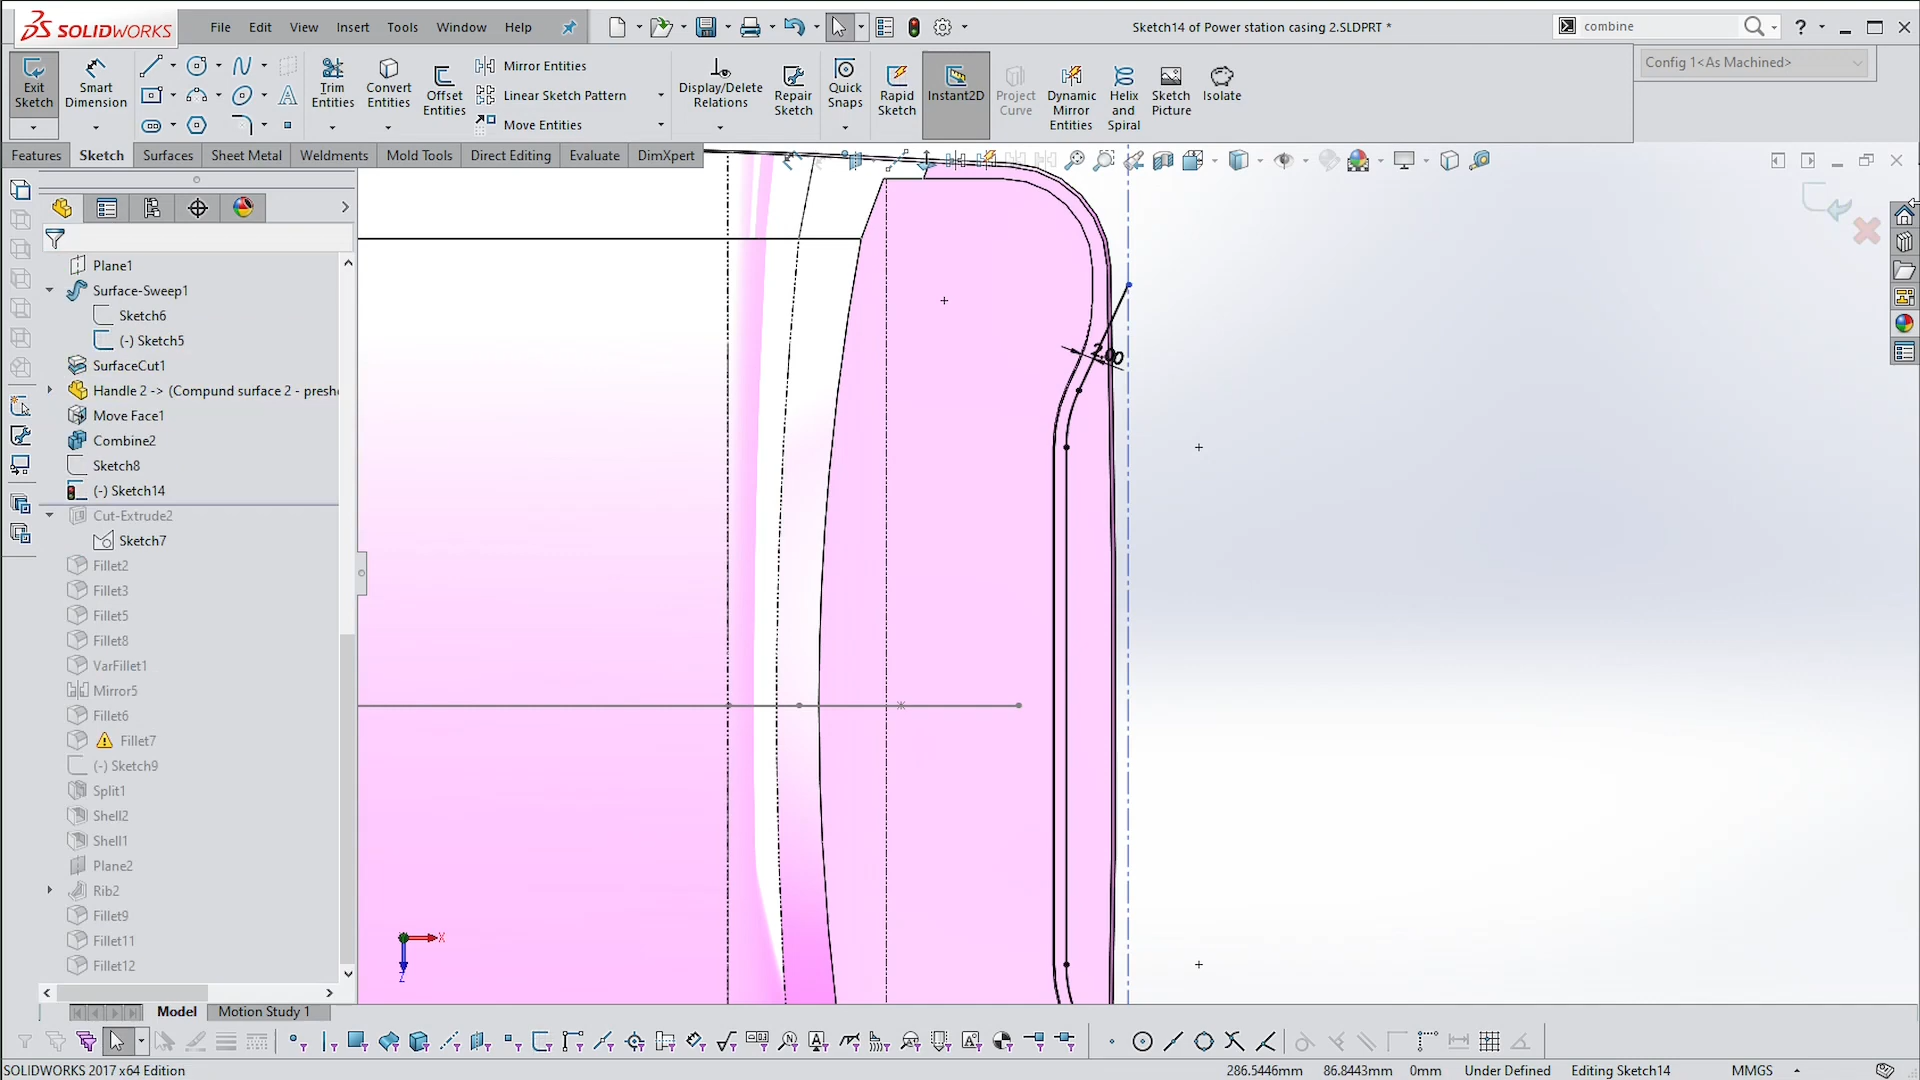 SOLIDWORKS
File Edit View Insert Tools Window Help
Sketch14 of Power station casing 2.SLDPRT *
combine
Exit Sketch
Smart Dimension
Trim Entities
Convert Entities
Offset Entities
Mirror Entities
Linear Sketch Pattern
Move Entities
Display/Delete Relations
Repair Sketch
Quick Snaps
Rapid Sketch
Instant2D
Project Curve
Dynamic Mirror Entities
Helix and Spiral
Sketch Picture
Isolate
Config 1<As Machined>
Features Sketch Surfaces Sheet Metal Weldments Mold Tools Direct Editing Evaluate DimXpert
Plane1
Surface-Sweep1
Sketch6
(-) Sketch5
SurfaceCut1
Handle 2 -> (Compund surface 2 - presh
Move Face1
Combine2
Sketch8
(-) Sketch14
Cut-Extrude2
Sketch7
Fillet2
Fillet3
Fillet5
Fillet8
VarFillet1
Mirror5
Fillet6
Fillet7
(-) Sketch9
Split1
Shell2
Shell1
Plane2
Rib2
Fillet9
Fillet11
Fillet12
2.00
X
Z
Model Motion Study 1
SOLIDWORKS 2017 x64 Edition
286.5446mm 86.8443mm 0mm Under Defined Editing Sketch14 MMGS